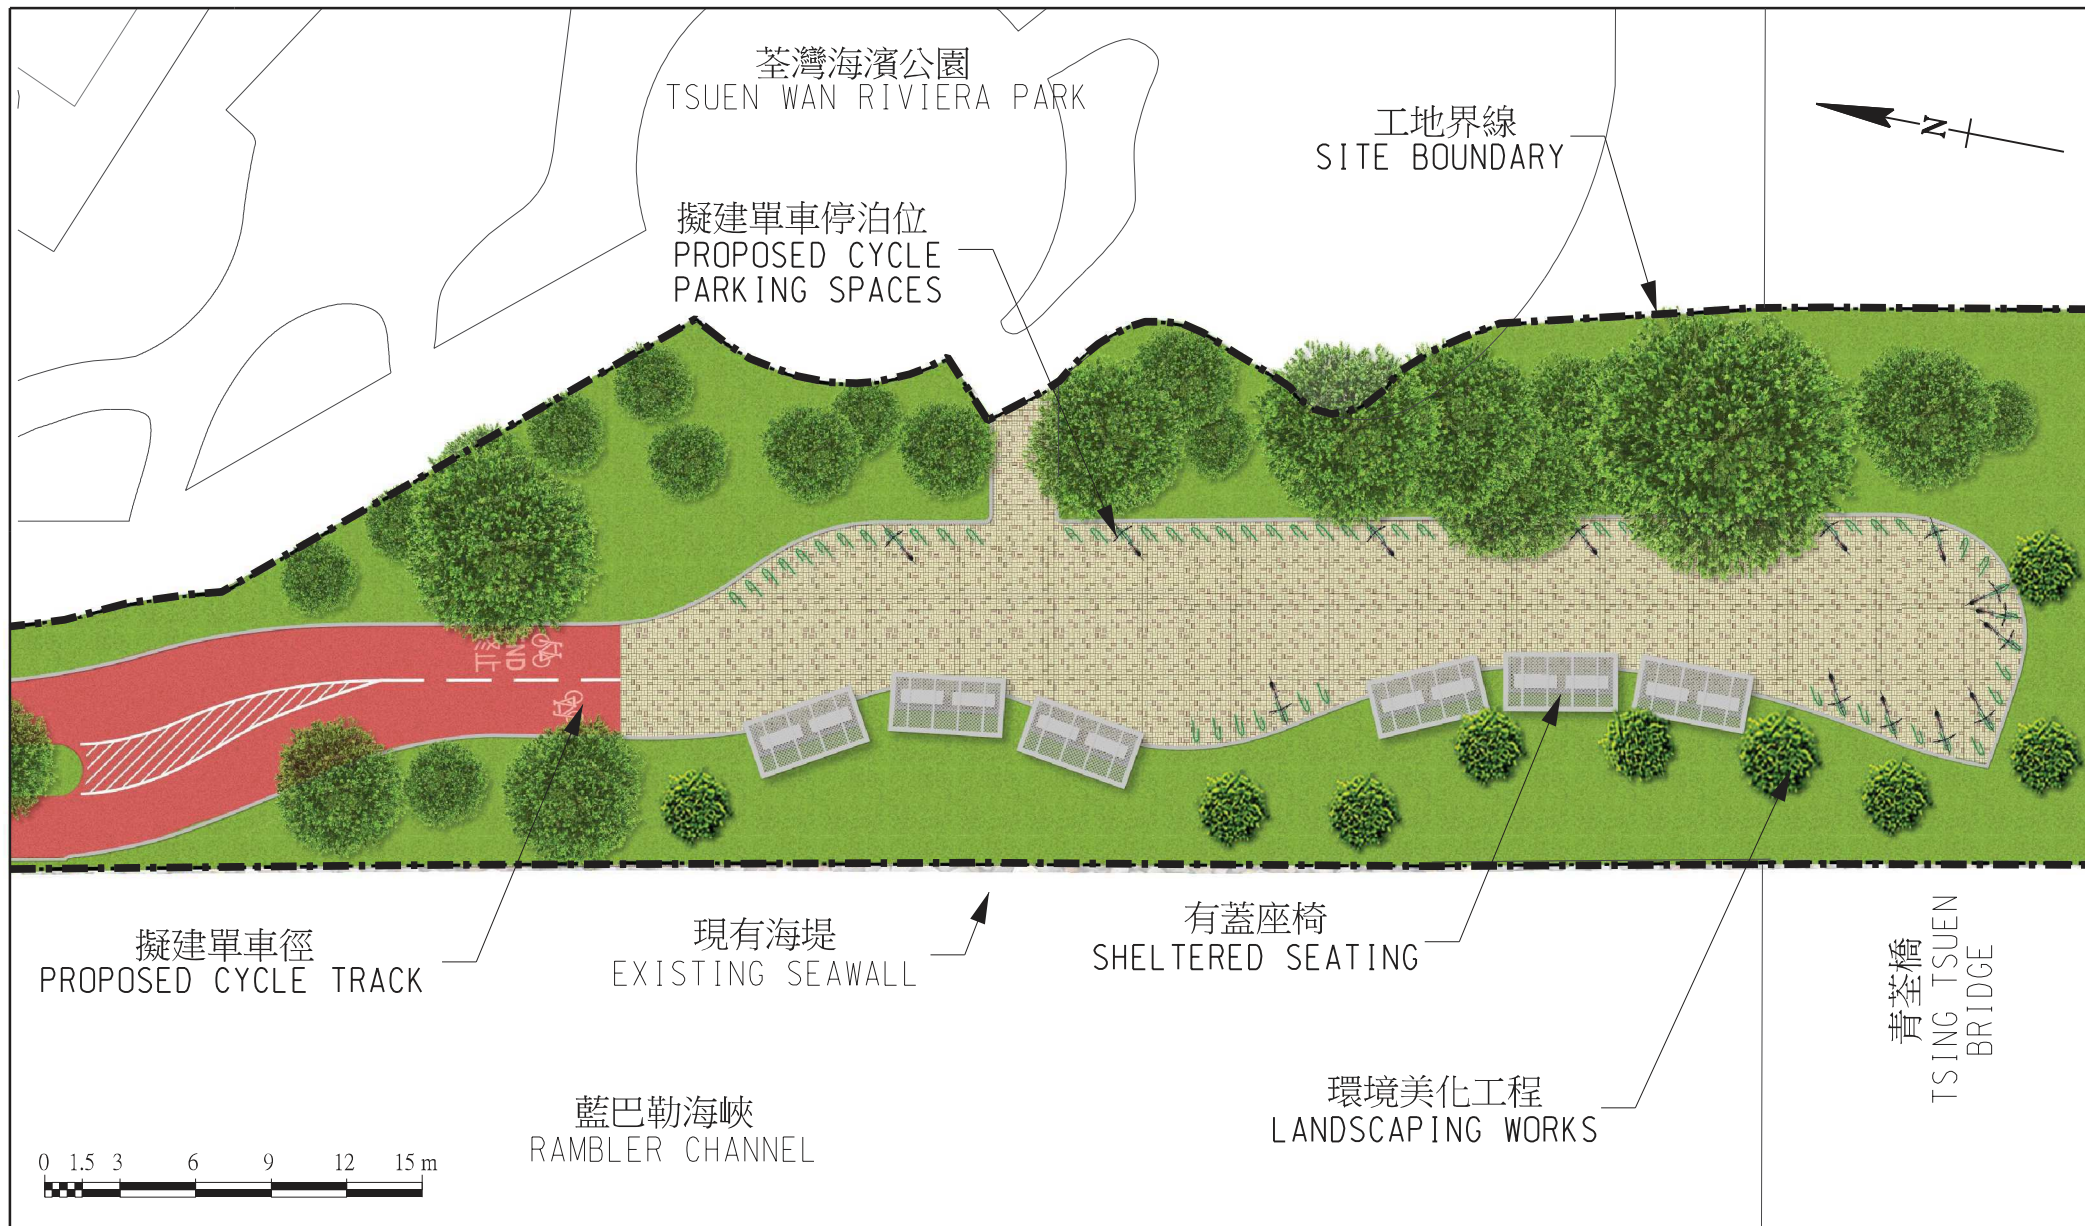 荃灣海濱公園
TSUEN WAN RIVIERA PARK
工地界線
SITE BOUNDARY
N
擬建單車停泊位
PROPOSED CYCLE
PARKING SPACES
END
終止
擬建單車徑
PROPOSED CYCLE TRACK
現有海堤
EXISTING SEAWALL
有蓋座椅
SHELTERED SEATING
青荃橋
TSING TSUEN
BRIDGE
環境美化工程
LANDSCAPING WORKS
藍巴勒海峽
RAMBLER CHANNEL
0 1.5 3 6 9 12 15 m